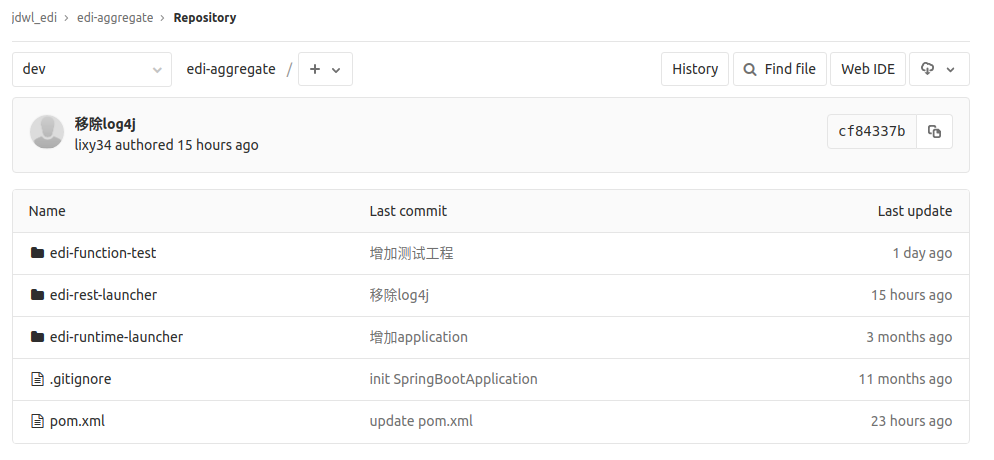 jdwl_edi › edi-aggregate › Repository
dev edi-aggregate / + History Find file Web IDE
移除log4j
lixy34 authored 15 hours ago cf84337b
Name Last commit Last update
edi-function-test 增加测试工程 1 day ago
edi-rest-launcher 移除log4j 15 hours ago
edi-runtime-launcher 增加application 3 months ago
.gitignore init SpringBootApplication 11 months ago
pom.xml update pom.xml 23 hours ago